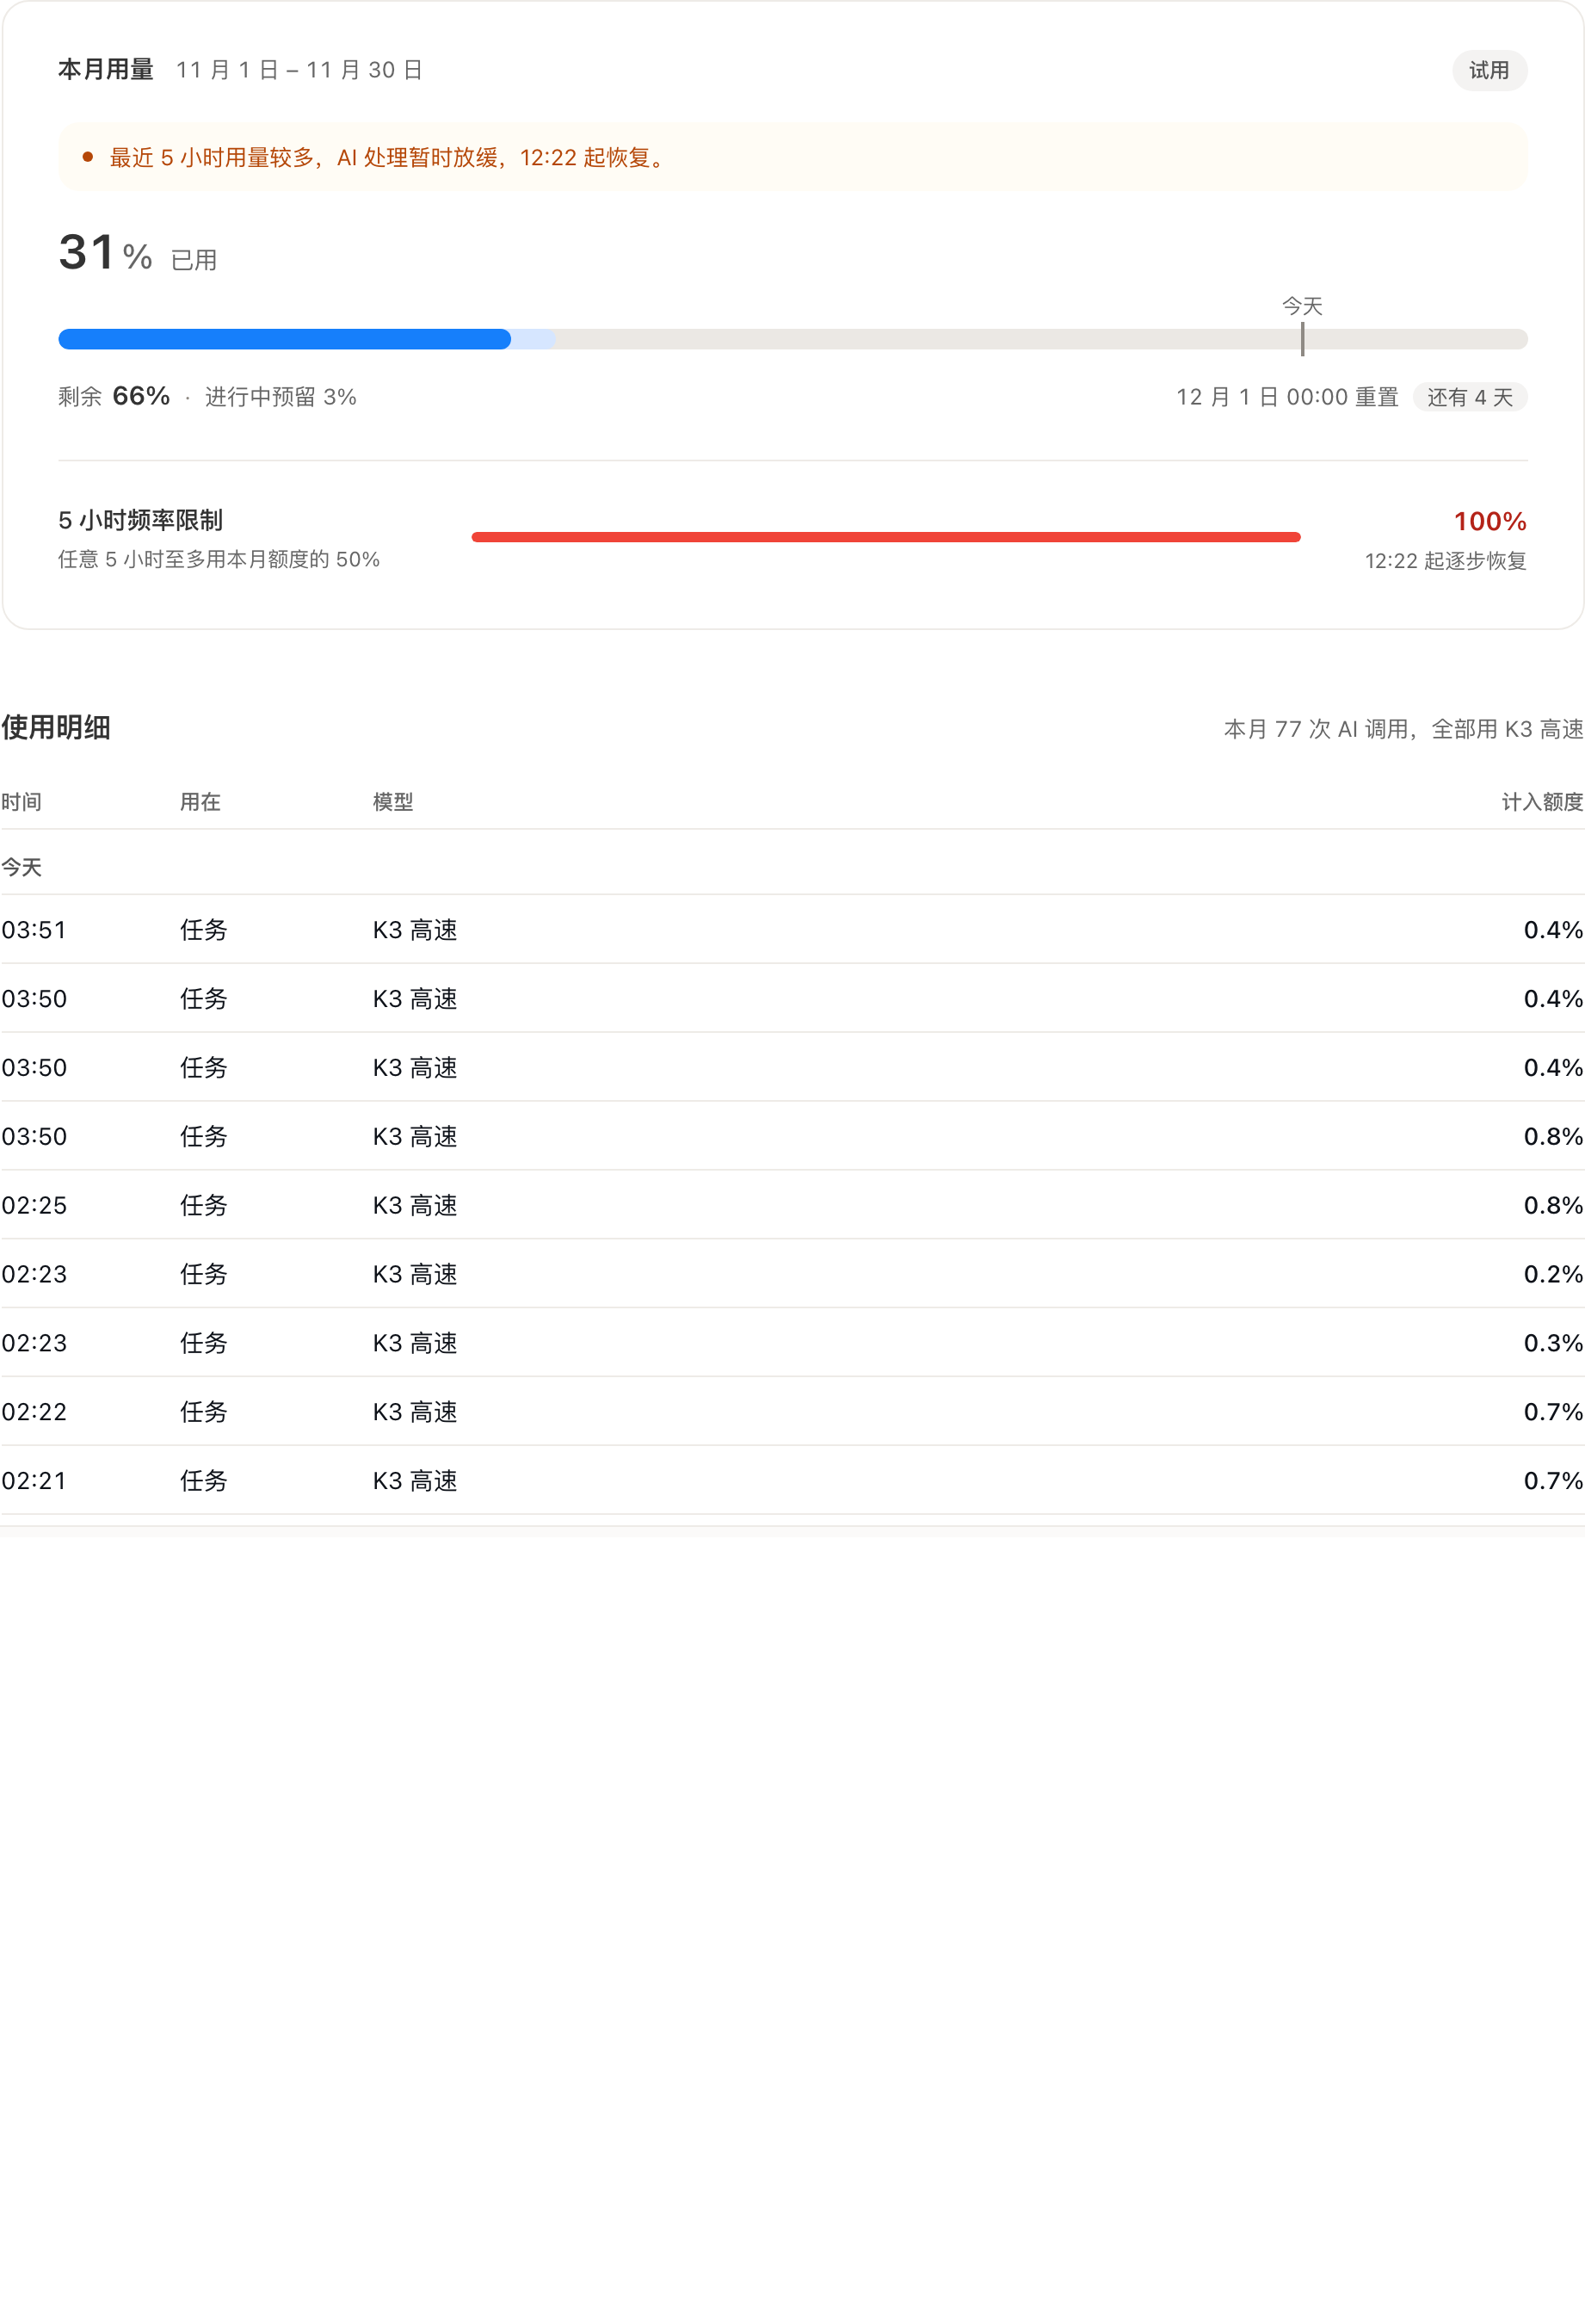 本月用量 11 月 1 日 – 11 月 30 日 试用
最近 5 小时用量较多，AI 处理暂时放缓，12:22 起恢复。
31% 已用
今天
剩余 66% · 进行中预留 3% 12 月 1 日 00:00 重置 还有 4 天
5 小时频率限制 100%
任意 5 小时至多用本月额度的 50% 12:22 起逐步恢复
使用明细 本月 77 次 AI 调用，全部用 K3 高速
时间 用在 模型 计入额度
今天
03:51 任务 K3 高速 0.4%
03:50 任务 K3 高速 0.4%
03:50 任务 K3 高速 0.4%
03:50 任务 K3 高速 0.8%
02:25 任务 K3 高速 0.8%
02:23 任务 K3 高速 0.2%
02:23 任务 K3 高速 0.3%
02:22 任务 K3 高速 0.7%
02:21 任务 K3 高速 0.7%